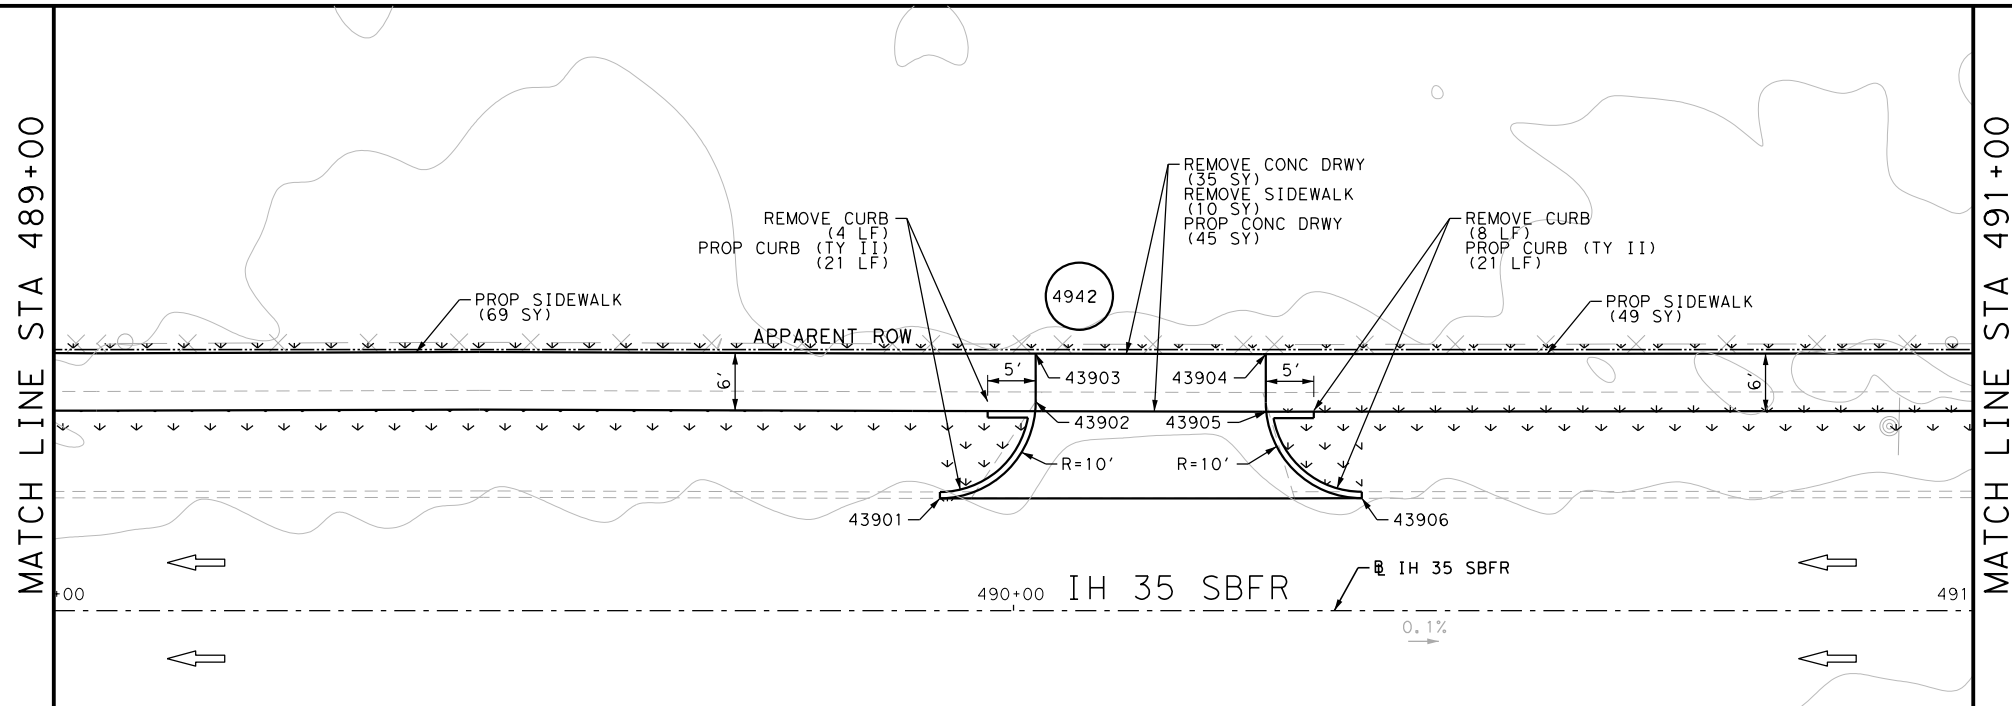 MATCH LINE STA 489+00
REMOVE CONC DRWY
(35 SY)
REMOVE SIDEWALK
(10 SY)
PROP CONC DRWY
(45 SY)
REMOVE CURB
(4 LF)
PROP CURB (TY II)
(21 LF)
REMOVE CURB
(8 LF)
PROP CURB (TY II)
(21 LF)
4942
PROP SIDEWALK
(69 SY)
PROP SIDEWALK
(49 SY)
APPARENT ROW
6'
5'
43903
43904
5'
6'
43902
43905
R=10'
R=10'
43901
43906
BL IH 35 SBFR
+00
490+00
IH 35 SBFR
491
0.1%
MATCH LINE STA 491+00